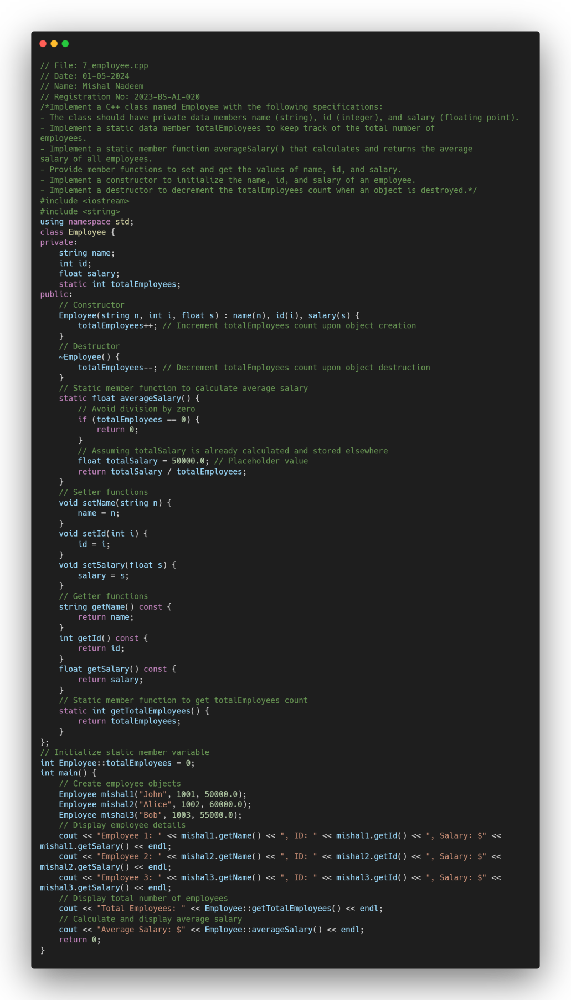 // File: 7_employee.cpp
// Date: 01-05-2024
// Name: Mishal Nadeem
// Registration No: 2023-BS-AI-020
/*Implement a C++ class named Employee with the following specifications:
- The class should have private data members name (string), id (integer), and salary (floating point).
- Implement a static data member totalEmployees to keep track of the total number of
employees.
- Implement a static member function averageSalary() that calculates and returns the average
salary of all employees.
- Provide member functions to set and get the values of name, id, and salary.
- Implement a constructor to initialize the name, id, and salary of an employee.
- Implement a destructor to decrement the totalEmployees count when an object is destroyed.*/
#include <iostream>
#include <string>
using namespace std;
class Employee {
private:
    string name;
    int id;
    float salary;
    static int totalEmployees;
public:
    // Constructor
    Employee(string n, int i, float s) : name(n), id(i), salary(s) {
        totalEmployees++; // Increment totalEmployees count upon object creation
    }
    // Destructor
    ~Employee() {
        totalEmployees--; // Decrement totalEmployees count upon object destruction
    }
    // Static member function to calculate average salary
    static float averageSalary() {
        // Avoid division by zero
        if (totalEmployees == 0) {
            return 0;
        }
        // Assuming totalSalary is already calculated and stored elsewhere
        float totalSalary = 50000.0; // Placeholder value
        return totalSalary / totalEmployees;
    }
    // Setter functions
    void setName(string n) {
        name = n;
    }
    void setId(int i) {
        id = i;
    }
    void setSalary(float s) {
        salary = s;
    }
    // Getter functions
    string getName() const {
        return name;
    }
    int getId() const {
        return id;
    }
    float getSalary() const {
        return salary;
    }
    // Static member function to get totalEmployees count
    static int getTotalEmployees() {
        return totalEmployees;
    }
};
// Initialize static member variable
int Employee::totalEmployees = 0;
int main() {
    // Create employee objects
    Employee mishal1("John", 1001, 50000.0);
    Employee mishal2("Alice", 1002, 60000.0);
    Employee mishal3("Bob", 1003, 55000.0);
    // Display employee details
    cout << "Employee 1: " << mishal1.getName() << ", ID: " << mishal1.getId() << ", Salary: $" <<
mishal1.getSalary() << endl;
    cout << "Employee 2: " << mishal2.getName() << ", ID: " << mishal2.getId() << ", Salary: $" <<
mishal2.getSalary() << endl;
    cout << "Employee 3: " << mishal3.getName() << ", ID: " << mishal3.getId() << ", Salary: $" <<
mishal3.getSalary() << endl;
    // Display total number of employees
    cout << "Total Employees: " << Employee::getTotalEmployees() << endl;
    // Calculate and display average salary
    cout << "Average Salary: $" << Employee::averageSalary() << endl;
    return 0;
}